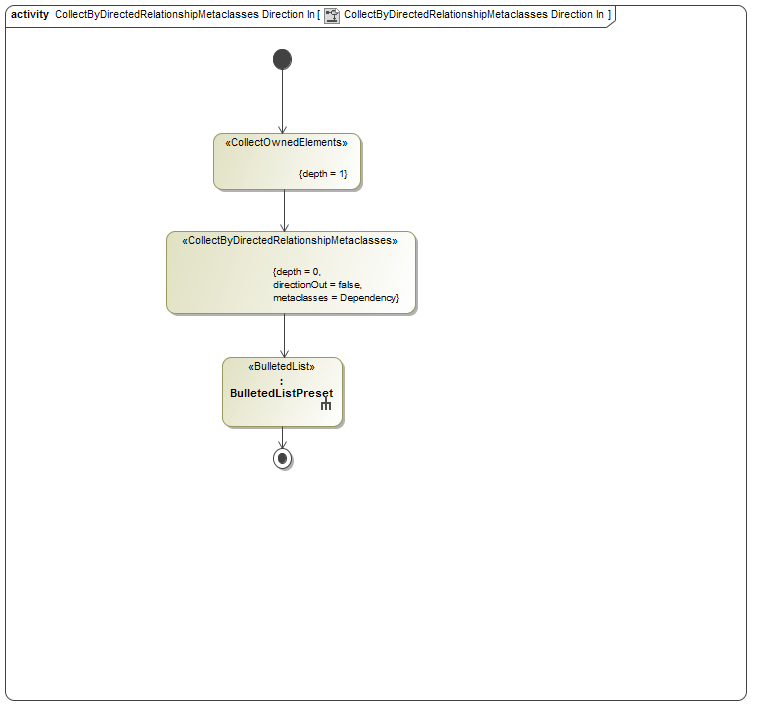 activity CollectByDirectedRelationshipMetaclasses Direction In [ CollectByDirectedRelationshipMetaclasses Direction In ]
«CollectOwnedElements»
{depth = 1}
«CollectByDirectedRelationshipMetaclasses»
{depth = 0,
directionOut = false,
metaclasses = Dependency}
«BulletedList»
:
BulletedListPreset